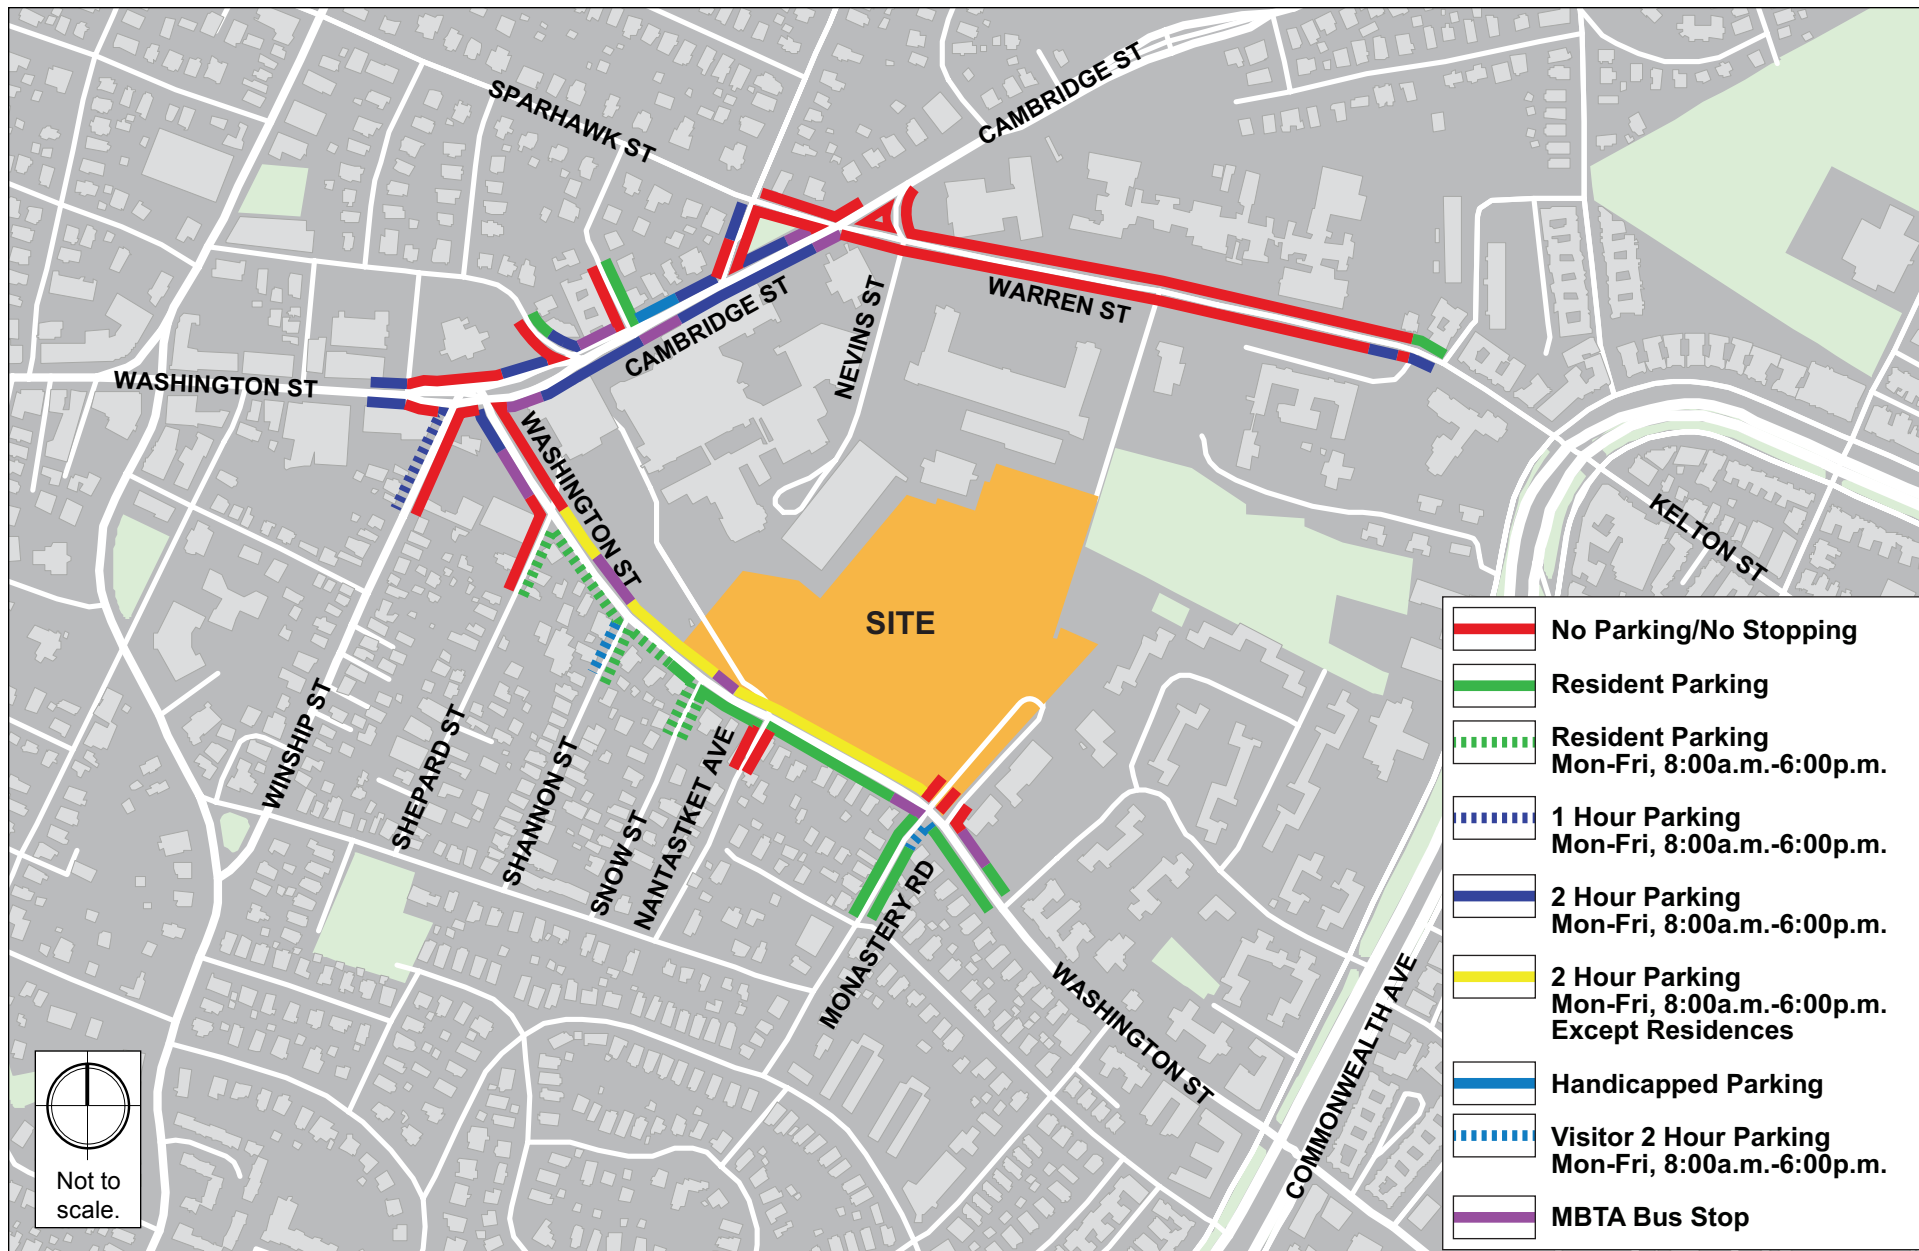 SPARHAWK ST
CAMBRIDGE ST
WARREN ST
CAMBRIDGE ST
NEVINS ST
WASHINGTON ST
WASHINGTON ST
KELTON ST
SITE
WINSHIP ST
SHEPARD ST
SHANNON ST
SNOW ST
NANTASTKET AVE
MONASTERY RD
WASHINGTON ST
COMMONWEALTH AVE
No Parking/No Stopping
Resident Parking
Resident Parking
Mon-Fri, 8:00a.m.-6:00p.m.
1 Hour Parking
Mon-Fri, 8:00a.m.-6:00p.m.
2 Hour Parking
Mon-Fri, 8:00a.m.-6:00p.m.
2 Hour Parking
Mon-Fri, 8:00a.m.-6:00p.m.
Except Residences
Handicapped Parking
Visitor 2 Hour Parking
Mon-Fri, 8:00a.m.-6:00p.m.
MBTA Bus Stop
Not to
scale.